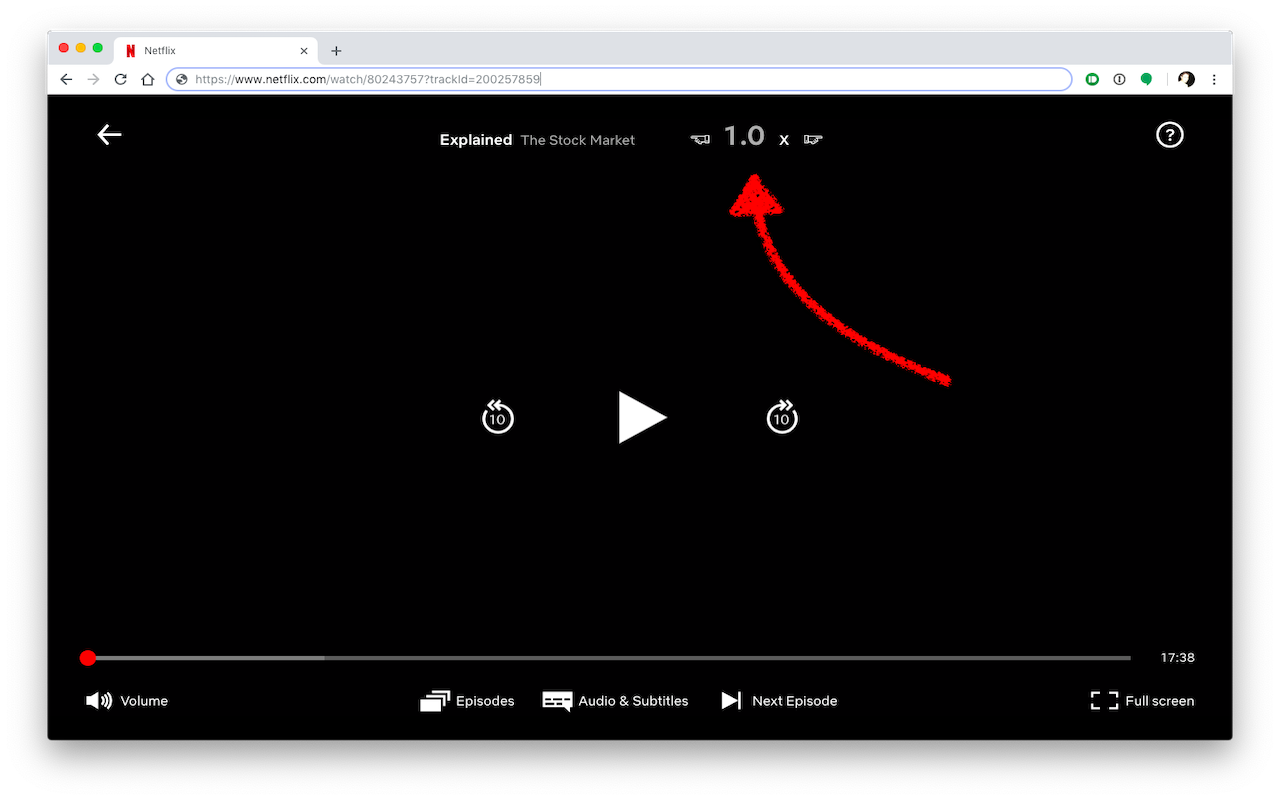 Netflix
https://www.netflix.com/watch/80243757?trackId=200257859
Explained The Stock Market 1.0 x
?
10 10
17:38
Volume Episodes Audio & Subtitles Next Episode Full screen